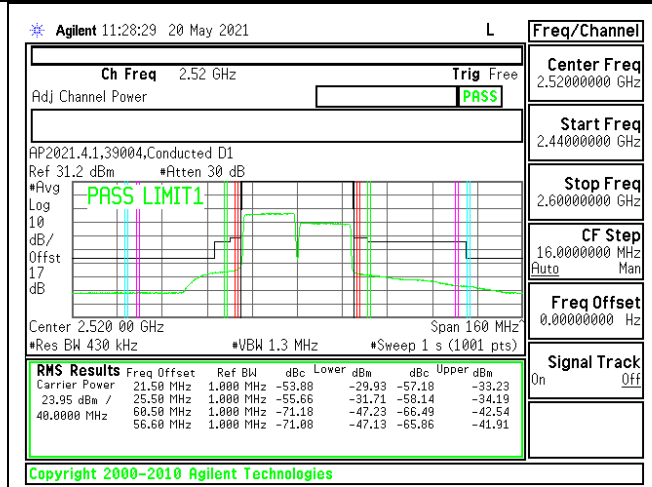 Agilent 11:28:29 20 May 2021 L
Freq/Channel
Ch Freq 2.52 GHz Trig Free
Adj Channel Power PASS
AP2021.4.1,39004,Conducted D1
Ref 31.2 dBm #Atten 30 dB
#Avg
Log
10
dB/
Offst
17
dB
PASS LIMIT1
Center 2.520 00 GHz Span 160 MHz^
#Res BW 430 kHz #VBW 1.3 MHz #Sweep 1 s (1001 pts)
RMS Results Freq Offset Ref BW dBc Lower dBm dBc Upper dBm
Carrier Power 21.50 MHz 1.000 MHz -53.88 -29.93 -57.18 -33.23
23.95 dBm / 25.50 MHz 1.000 MHz -55.66 -31.71 -58.14 -34.19
40.0000 MHz 60.50 MHz 1.000 MHz -71.18 -47.23 -66.49 -42.54
56.60 MHz 1.000 MHz -71.08 -47.13 -65.86 -41.91
Copyright 2000-2010 Agilent Technologies
Center Freq
2.52000000 GHz
Start Freq
2.44000000 GHz
Stop Freq
2.60000000 GHz
CF Step
16.0000000 MHz
Auto Man
Freq Offset
0.00000000 Hz
Signal Track
On Off